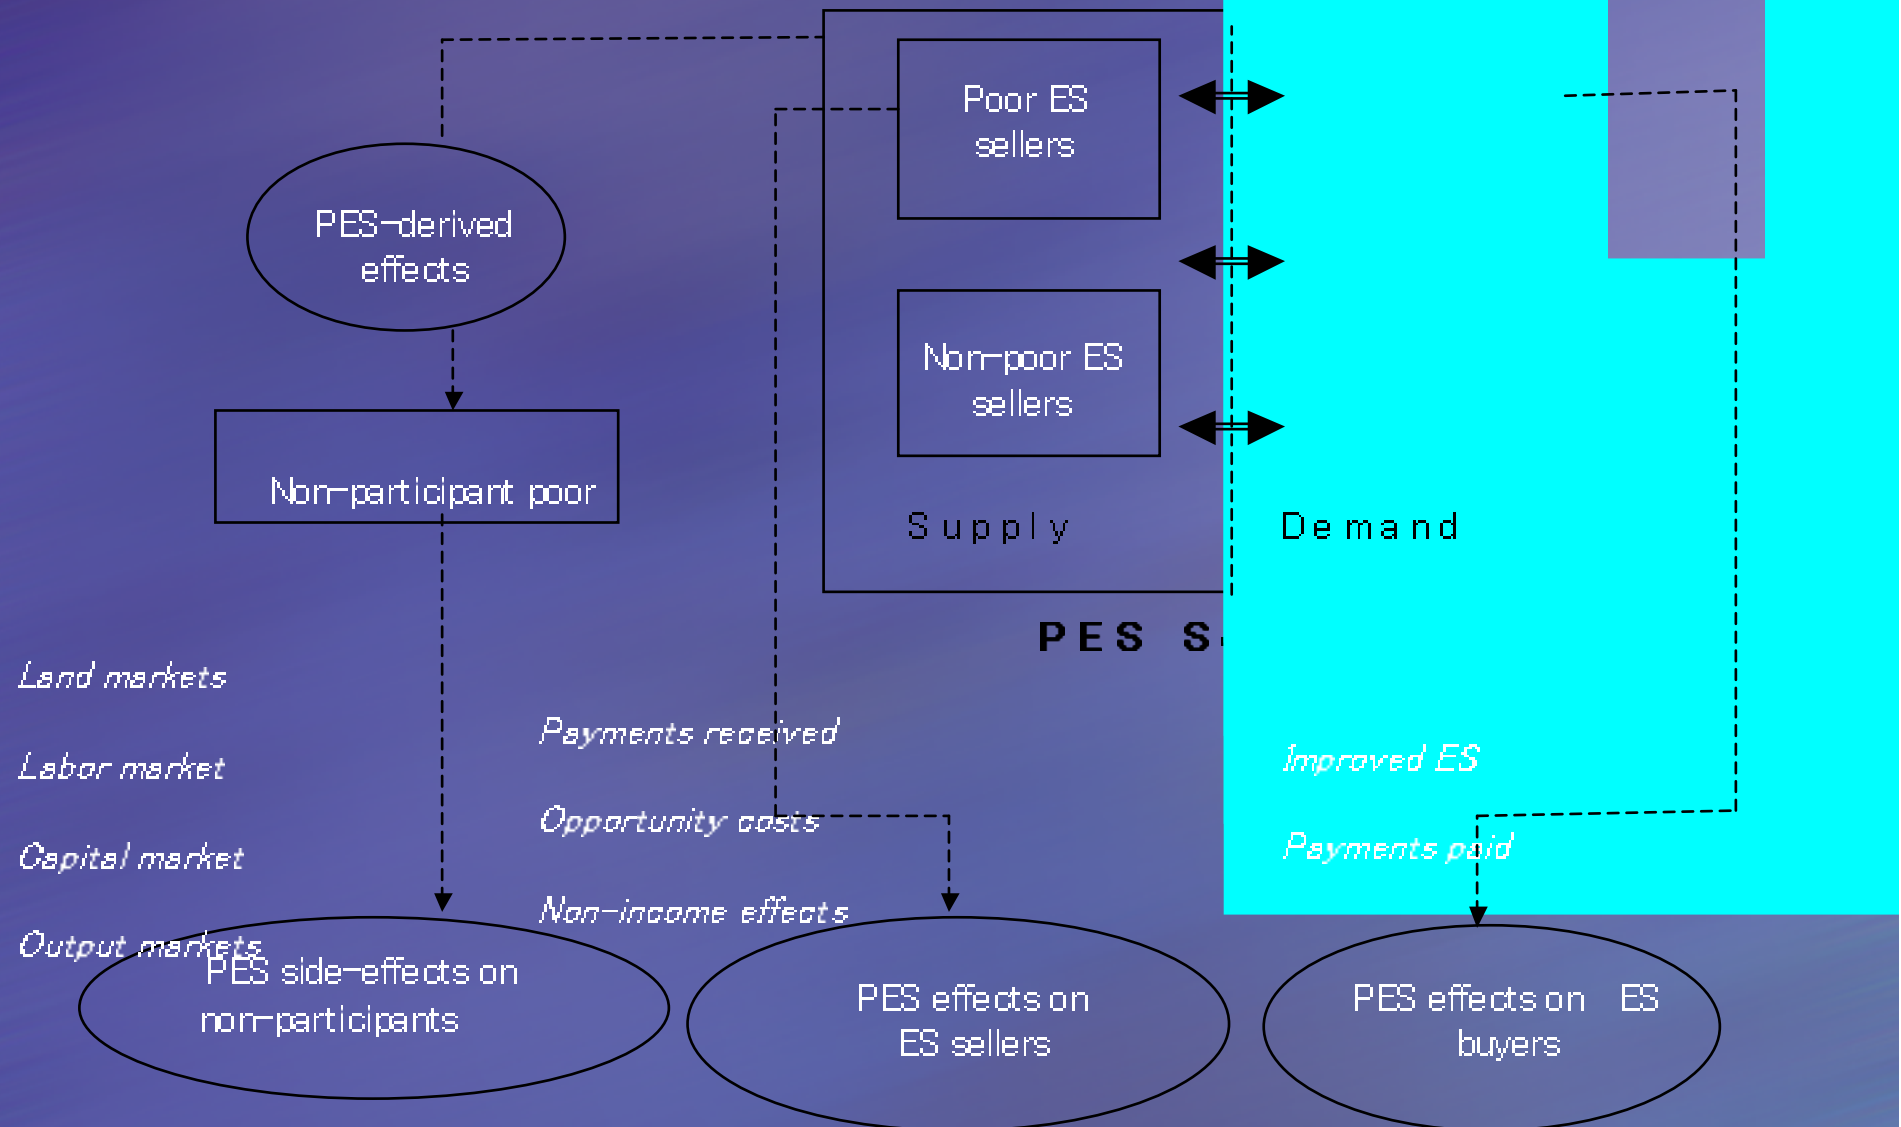 Poor ES
sellers
PES-derived
effects
Non-poor ES
sellers
Non-participant poor
Supply
Demand
PES S
Land markets
Labor market
Capital market
Output markets
Payments received
Opportunity costs
Non-income effects
Improved ES
Payments paid
PES side-effects on
non-participants
PES effects on
ES sellers
PES effects on ES
buyers